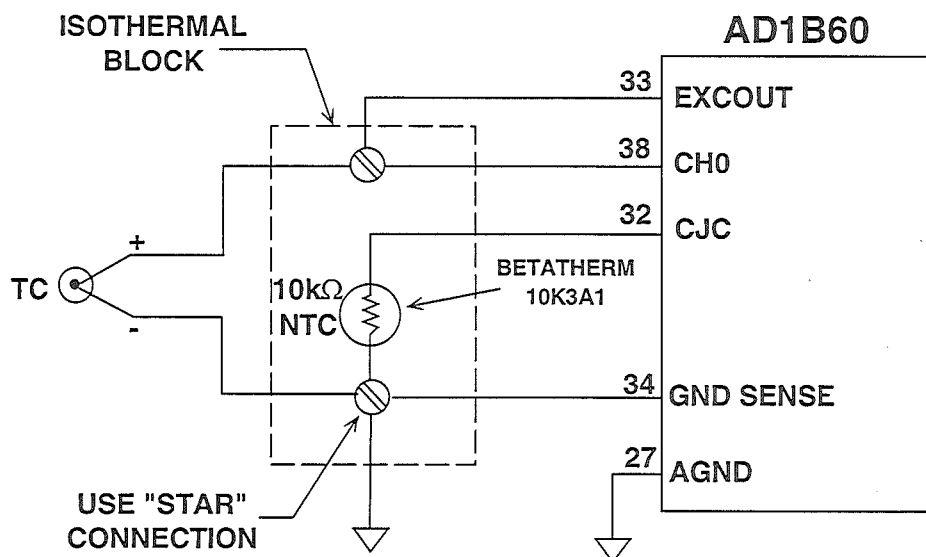 ISOTHERMAL
BLOCK
AD1B60
33
EXCOUT
38
CH0
32
CJC
+
TC
-
10kΩ
NTC
BETATHERM
10K3A1
34
GND SENSE
27
AGND
USE "STAR"
CONNECTION